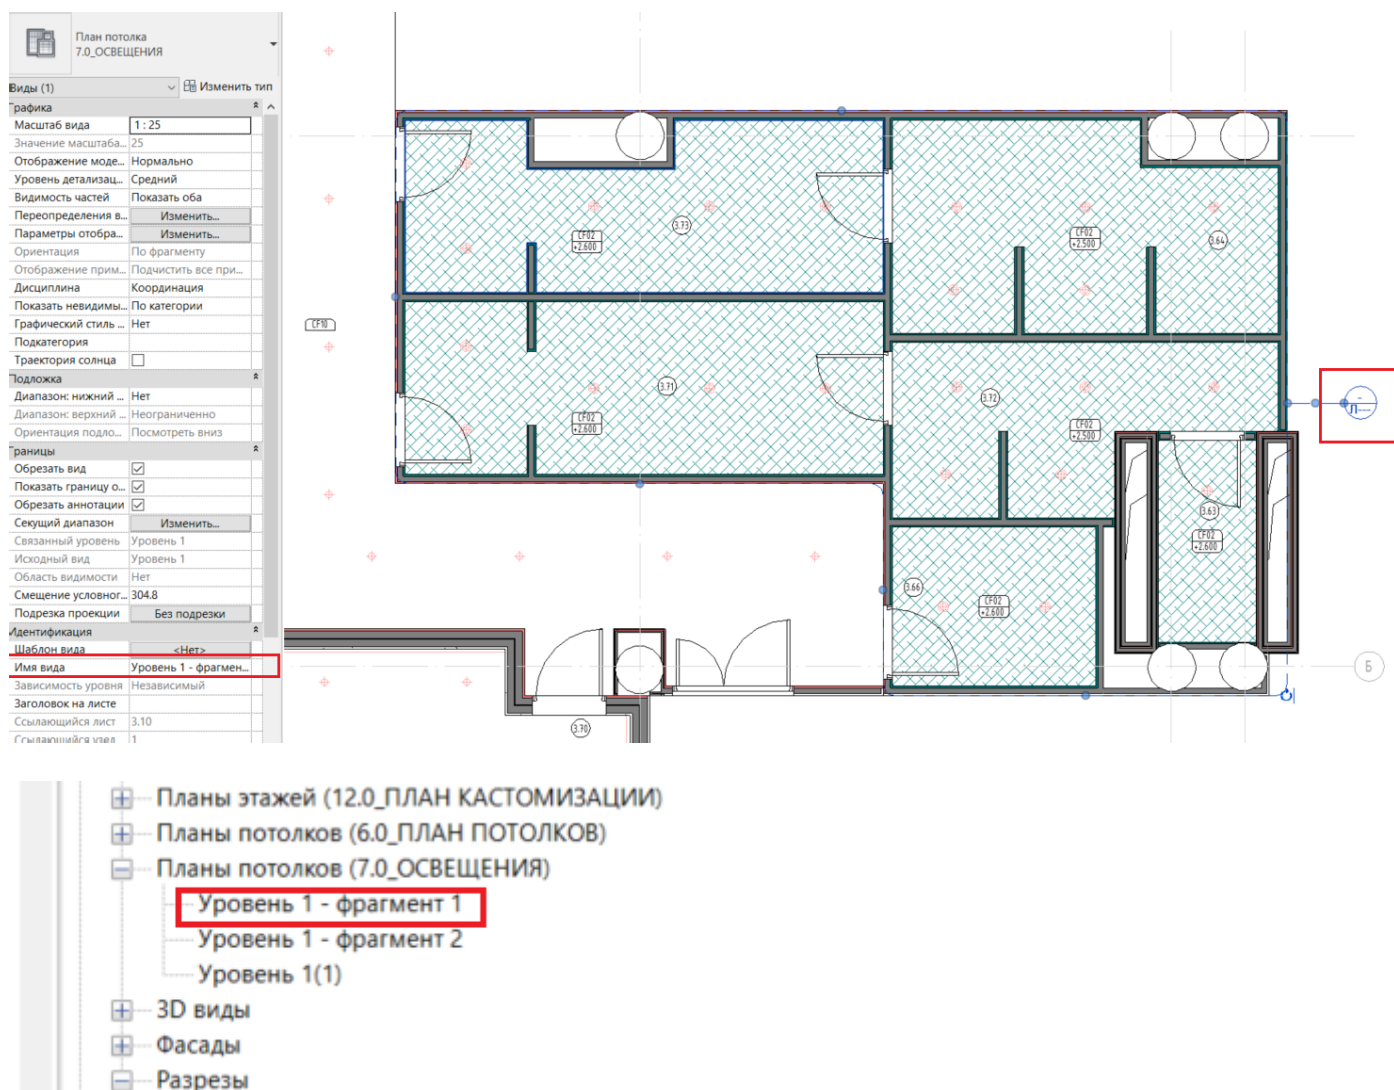 План потолка
7.0_ОСВЕЩЕНИЯ
Виды (1)
Изменить тип
Графика
Масштаб вида 1 : 25
Значение масштаба... 25
Отображение моде... Нормально
Уровень детализац... Средний
Видимость частей Показать оба
Переопределения в... Изменить...
Параметры отобра... Изменить...
Ориентация По фрагменту
Отображение прим... Подчистить все при...
Дисциплина Координация
Показать невидимы... По категории
Графический стиль ... Нет
Подкатегория
Траектория солнца
Подложка
Диапазон: нижний ... Нет
Диапазон: верхний ... Неограниченно
Ориентация подло... Посмотреть вниз
Границы
Обрезать вид
Показать границу о...
Обрезать аннотации
Секущий диапазон Изменить...
Связанный уровень Уровень 1
Исходный вид Уровень 1
Область видимости Нет
Смещение условног... 304.8
Подрезка проекции Без подрезки
Идентификация
Шаблон вида <Нет>
Имя вида Уровень 1 - фрагмен...
Зависимость уровня Независимый
Заголовок на листе
Ссылающийся лист 3.10
Ссылающийся узел 1
CF10
3.73
CF02
+2.600
CF02
+2.500
3.64
3.71
CF02
+2.600
3.72
CF02
+2.500
-
Л---
3.63
CF02
+2.600
3.66
CF02
+2.600
Б
3.70
Планы этажей (12.0_ПЛАН КАСТОМИЗАЦИИ)
Планы потолков (6.0_ПЛАН ПОТОЛКОВ)
Планы потолков (7.0_ОСВЕЩЕНИЯ)
Уровень 1 - фрагмент 1
Уровень 1 - фрагмент 2
Уровень 1(1)
3D виды
Фасады
Разрезы